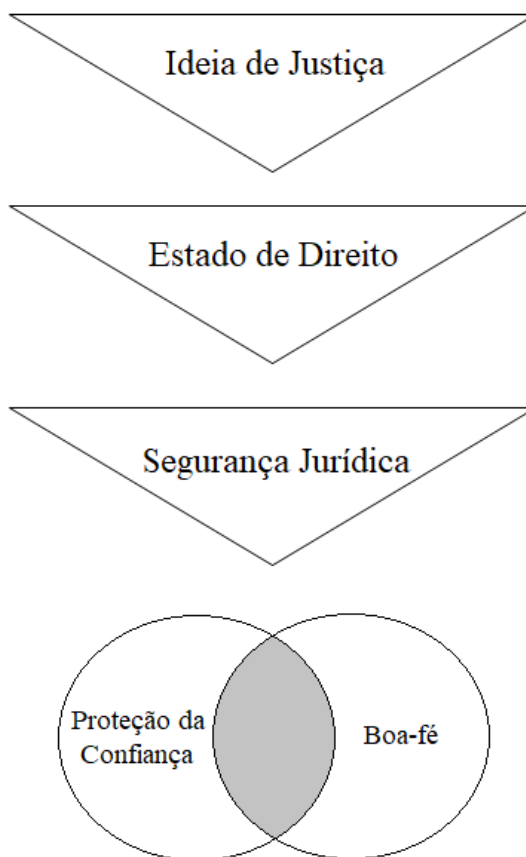 Ideia de Justiça
Estado de Direito
Segurança Jurídica
Proteção da
Confiança
Boa-fé